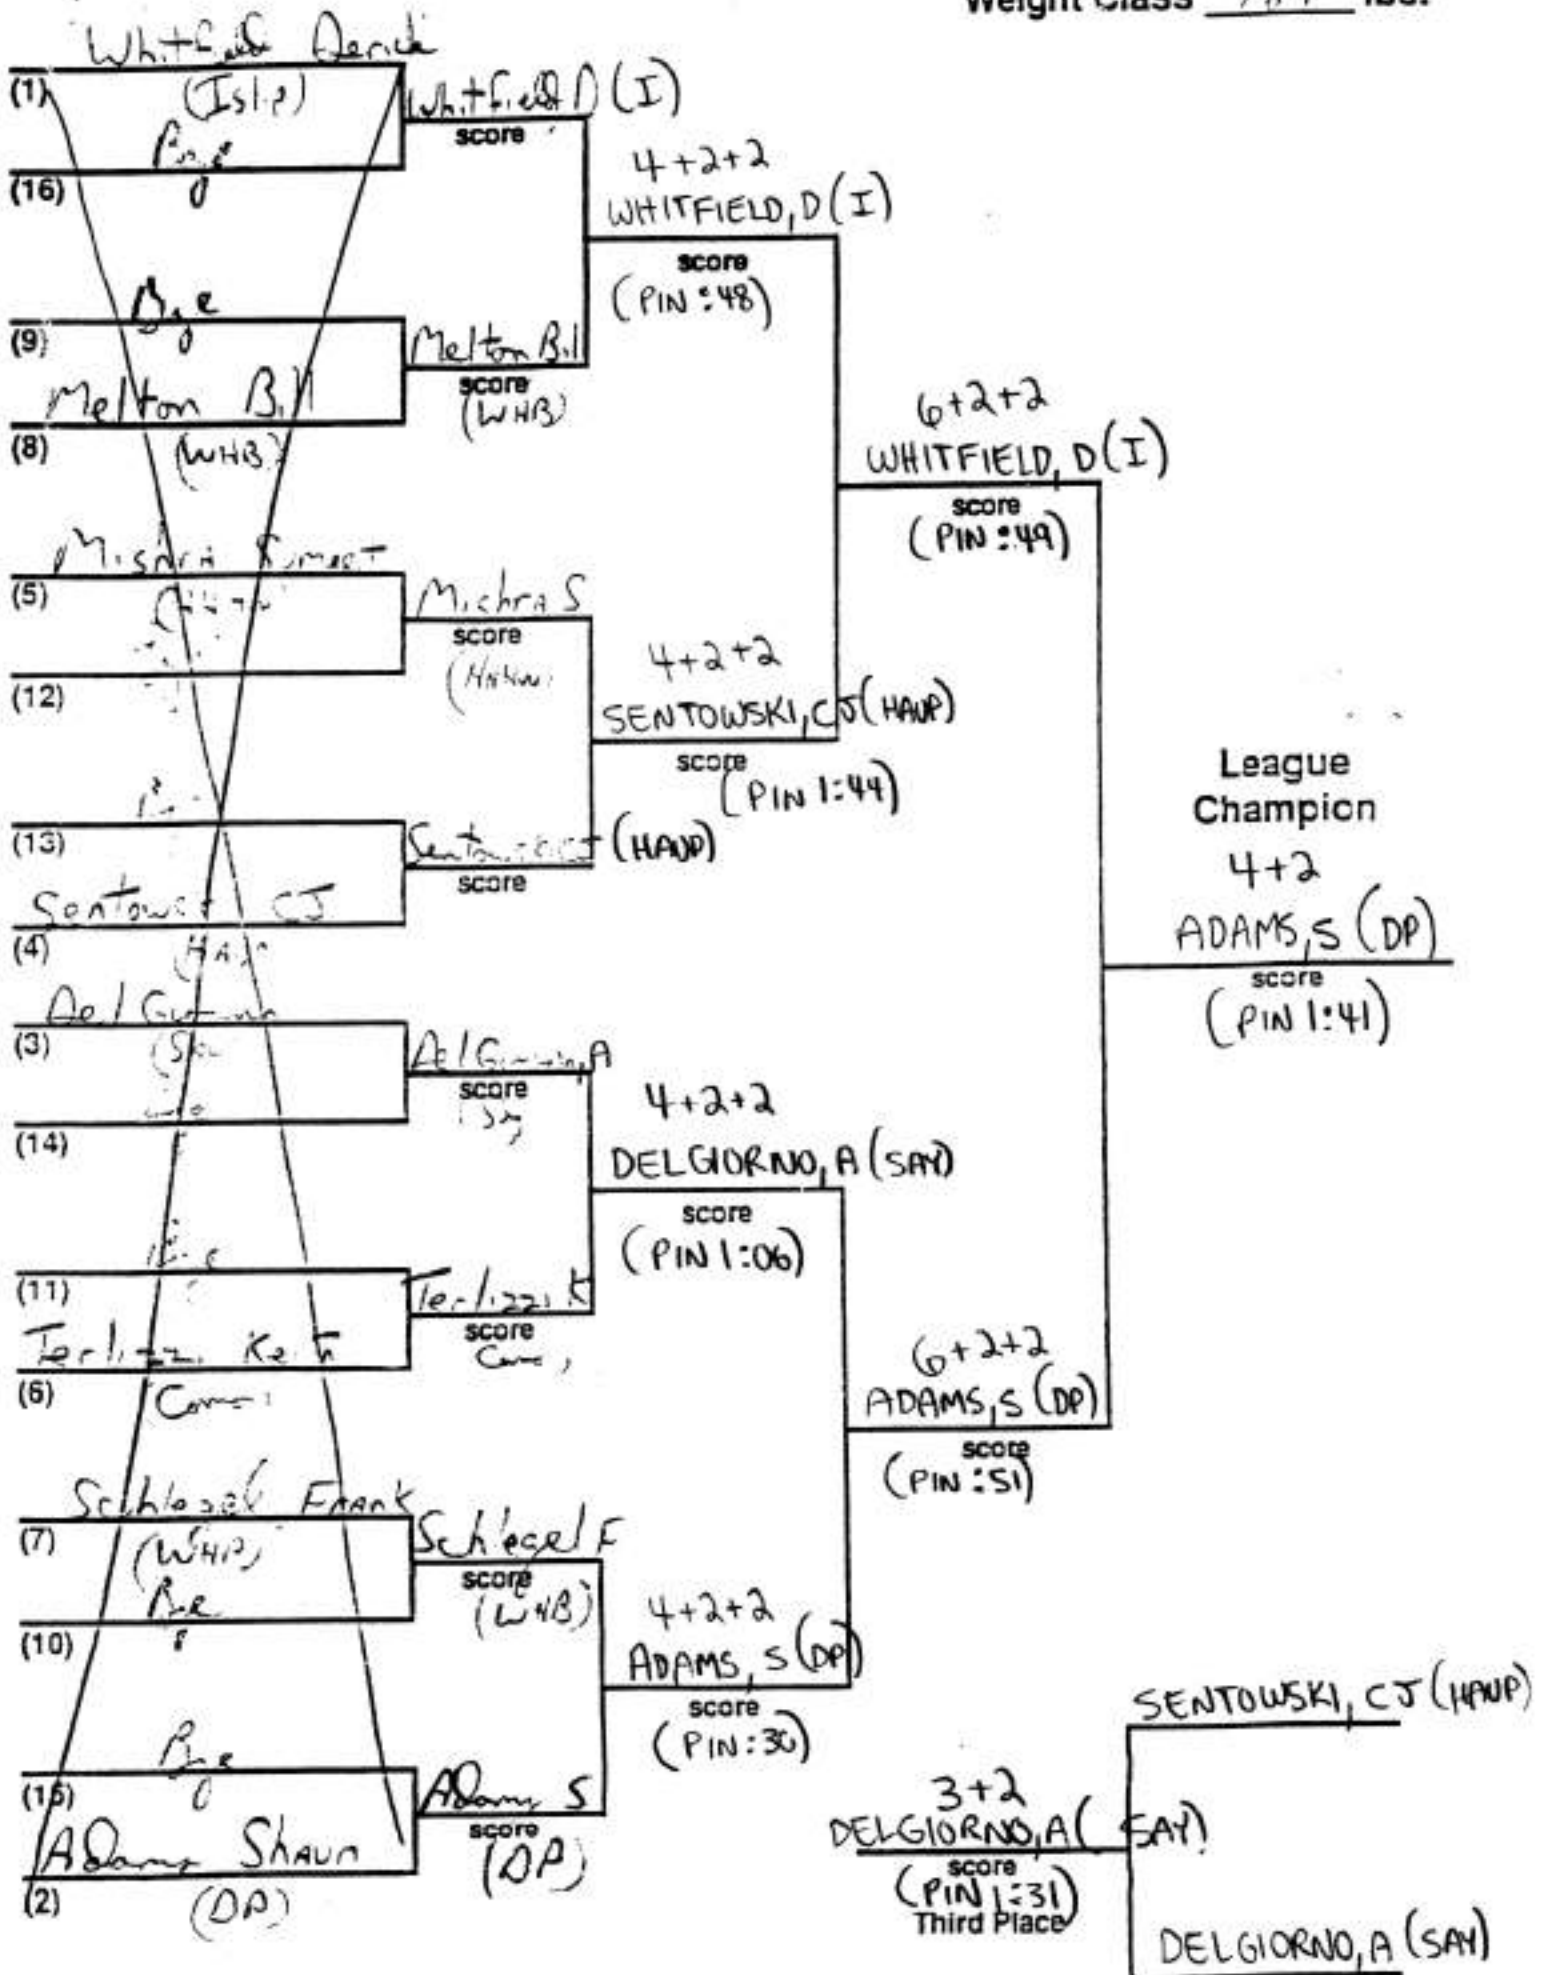 Weight Class lbs.
Whitfield Derick
(1)
(Islip)
Bye
(16)
Whitfield D (I)
score
Bye
(9)
Melton Bill
(8)
(WHB)
Melton Bill
score
(WHB)
4+2+2
WHITFIELD, D (I)
score
(PIN :48)
(5)
(12)
Mishra S
score
(13)
Sentowski CJ (HAUP)
score
CJ
(4)
4+2+2
SENTOWSKI, CJ (HAUP)
score
(PIN 1:44)
6+2+2
WHITFIELD, D (I)
score
(PIN :49)
(3)
(14)
A
score
(11)
Terlizzi Keith
(6)
Terlizzi K
score
4+2+2
DELGIORNO, A (SAY)
score
(PIN 1:06)
Schlegel Frank
(7)
Bye
(10)
Schlegel F
score
(WHB)
Bye
(15)
Adams Shaun
(2)
(DP)
Adams S
score
(DP)
4+2+2
ADAMS, S (DP)
score
(PIN :30)
6+2+2
ADAMS, S (DP)
score
(PIN :51)
League
Champion
4+2
ADAMS, S (DP)
score
(PIN 1:41)
SENTOWSKI, CJ (HAUP)
3+2
DELGIORNO, A (SAY)
score
(PIN 1:31)
Third Place
DELGIORNO, A (SAY)